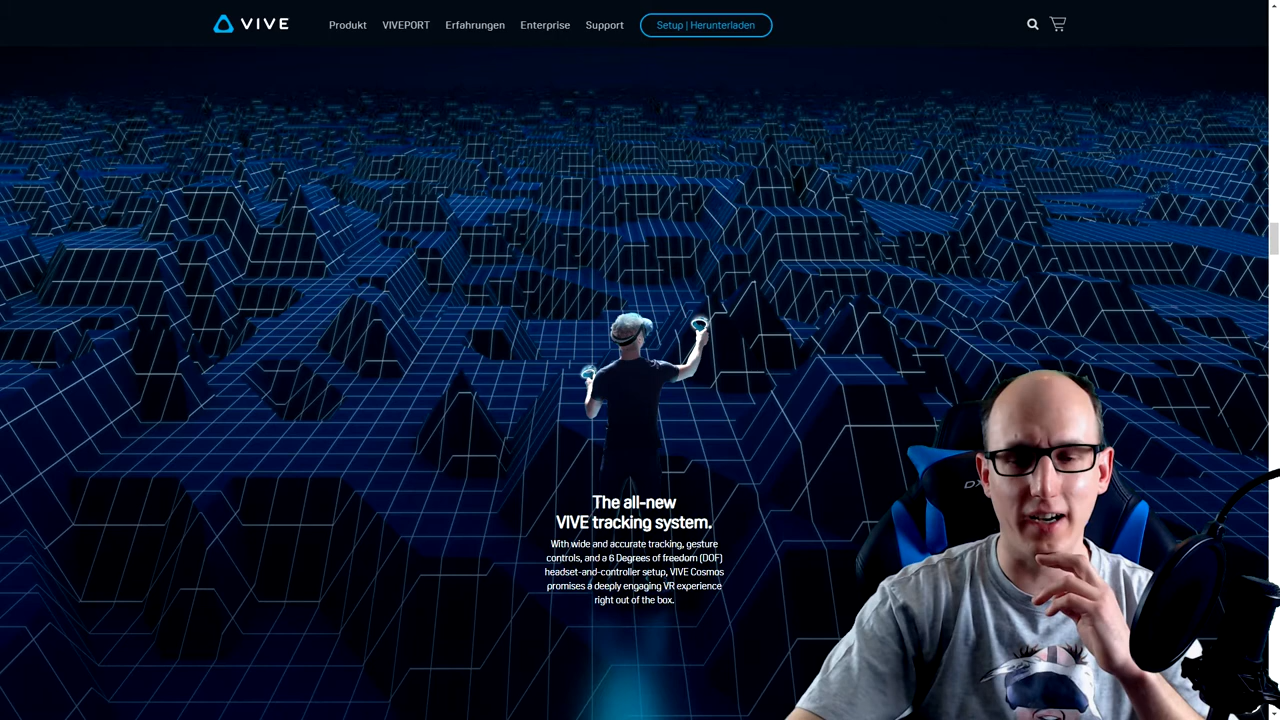 VIVE
Produkt
VIVEPORT
Erfahrungen
Enterprise
Support
Setup | Herunterladen
The all-new
VIVE tracking system.
With wide and accurate tracking, gesture
controls, and a 6 Degrees of freedom (DOF)
headset-and-controller setup, VIVE Cosmos
promises a deeply engaging VR experience
right out of the box.